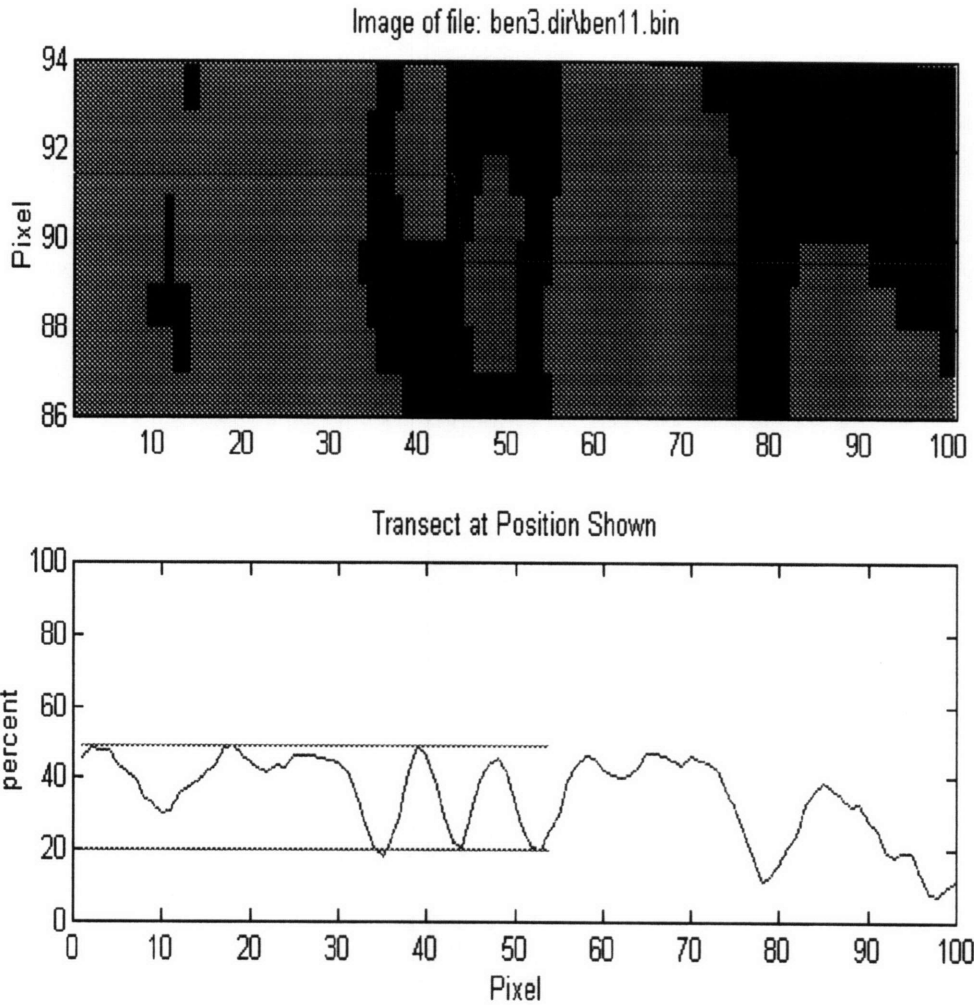 Image of file: ben3.dir\ben11.bin
94
92
90
88
86
Pixel
10 20 30 40 50 60 70 80 90 100
Transect at Position Shown
100
80
60
40
20
0
percent
0 10 20 30 40 50 60 70 80 90 100
Pixel